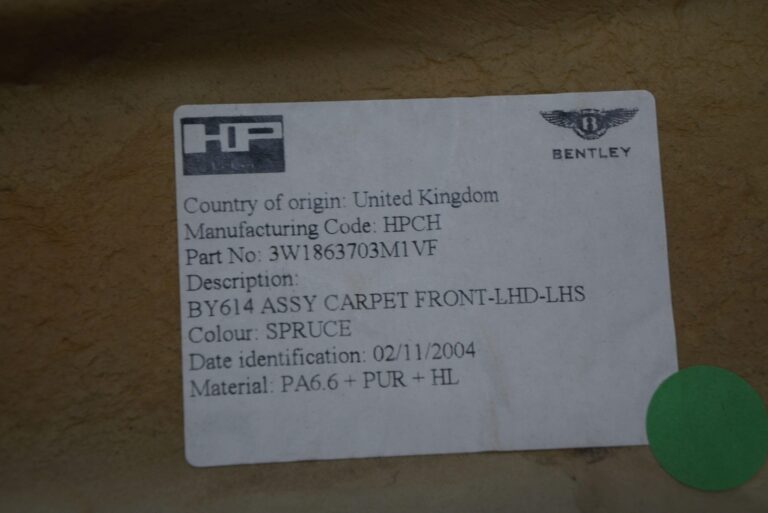 HP
BENTLEY
Country of origin: United Kingdom
Manufacturing Code: HPCH
Part No: 3W1863703M1VF
Description:
BY614 ASSY CARPET FRONT-LHD-LHS
Colour: SPRUCE
Date identification: 02/11/2004
Material: PA6.6 + PUR + HL